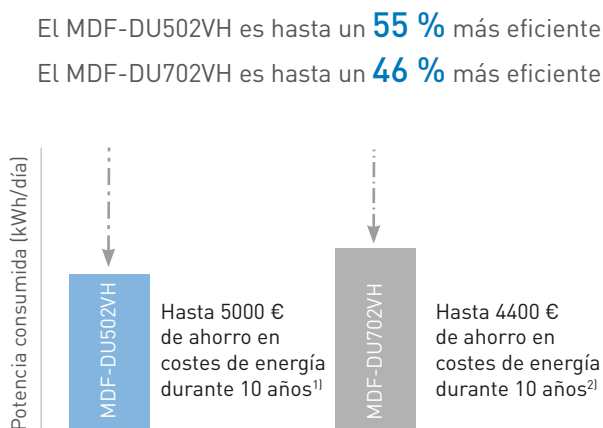 El MDF-DU502VH es hasta un 55 % más eficiente
El MDF-DU702VH es hasta un 46 % más eficiente
Potencia consumida (kWh/día)
MDF-DU502VH
Hasta 5000 €
de ahorro en
costes de energía
durante 10 años¹⁾
MDF-DU702VH
Hasta 4400 €
de ahorro en
costes de energía
durante 10 años²⁾